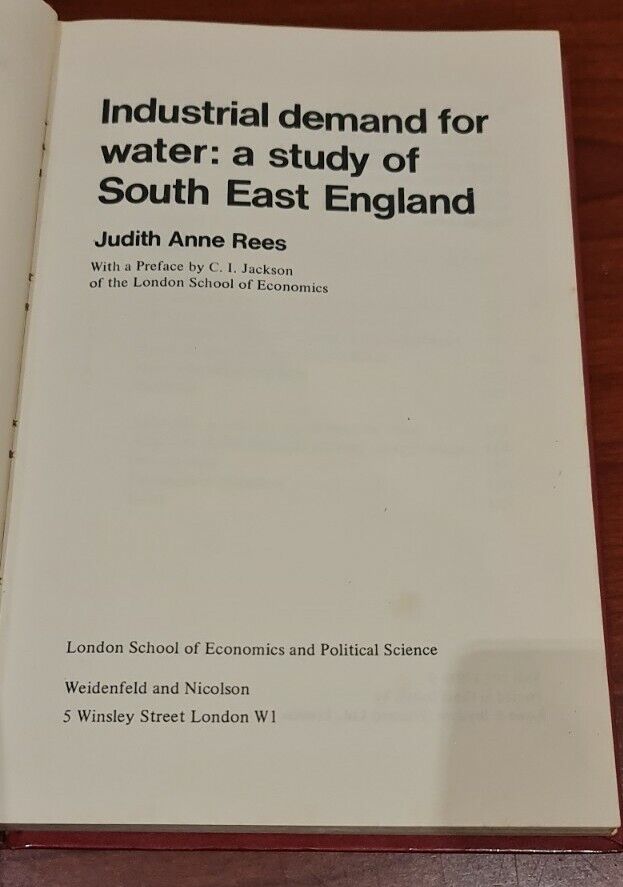 Industrial demand for
water: a study of
South East England
Judith Anne Rees
With a Preface by C. I. Jackson
of the London School of Economics
London School of Economics and Political Science
Weidenfeld and Nicolson
5 Winsley Street London W1